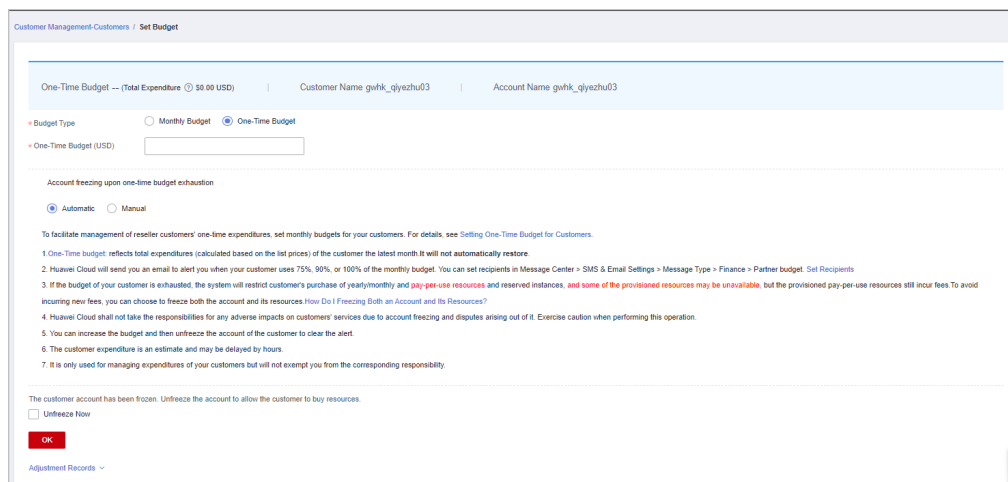 Customer Management-Customers / Set Budget
One-Time Budget -- (Total Expenditure ? $0.00 USD) | Customer Name gwhk_qiyezhu03 | Account Name gwhk_qiyezhu03
* Budget Type Monthly Budget One-Time Budget
* One-Time Budget (USD)
Account freezing upon one-time budget exhaustion
Automatic Manual
To facilitate management of reseller customers' one-time expenditures, set monthly budgets for your customers. For details, see Setting One-Time Budget for Customers.
1.One-Time budget: reflects total expenditures (calculated based on the list prices) of the customer the latest month.It will not automatically restore.
2. Huawei Cloud will send you an email to alert you when your customer uses 75%, 90%, or 100% of the monthly budget. You can set recipients in Message Center > SMS & Email Settings > Message Type > Finance > Partner budget. Set Recipients
3. If the budget of your customer is exhausted, the system will restrict customer's purchase of yearly/monthly and pay-per-use resources and reserved instances, and some of the provisioned resources may be unavailable, but the provisioned pay-per-use resources still incur fees.To avoid
incurring new fees, you can choose to freeze both the account and its resources.How Do I Freezing Both an Account and Its Resources?
4. Huawei Cloud shall not take the responsibilities for any adverse impacts on customers' services due to account freezing and disputes arising out of it. Exercise caution when performing this operation.
5. You can increase the budget and then unfreeze the account of the customer to clear the alert.
6. The customer expenditure is an estimate and may be delayed by hours.
7. It is only used for managing expenditures of your customers but will not exempt you from the corresponding responsibility.
The customer account has been frozen. Unfreeze the account to allow the customer to buy resources.
Unfreeze Now
OK
Adjustment Records